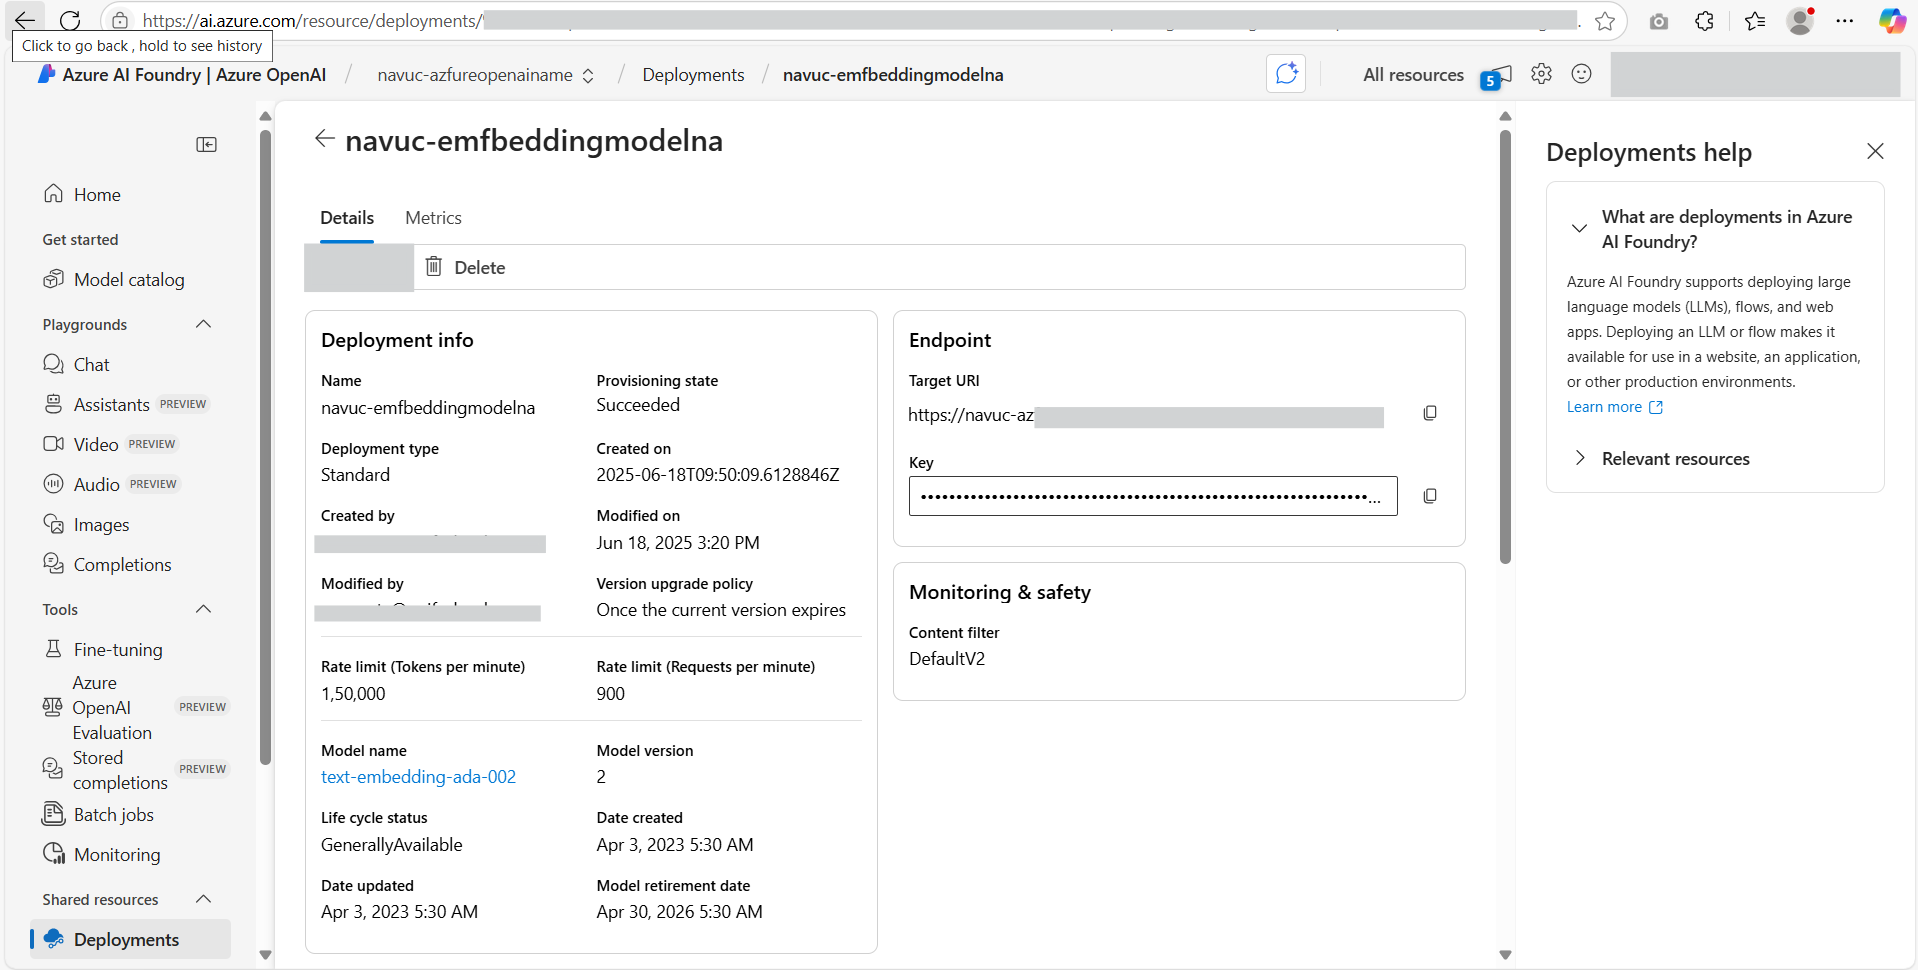 https://ai.azure.com/resource/deployments/
Click to go back , hold to see history
Azure AI Foundry | Azure OpenAI / navuc-azfureopenainame / Deployments / navuc-emfbeddingmodelna
All resources
5
Home
Get started
Model catalog
Playgrounds
Chat
Assistants PREVIEW
Video PREVIEW
Audio PREVIEW
Images
Completions
Tools
Fine-tuning
Azure
OpenAI PREVIEW
Evaluation
Stored
completions PREVIEW
Batch jobs
Monitoring
Shared resources
Deployments
navuc-emfbeddingmodelna
Details Metrics
Delete
Deployment info
Name
navuc-emfbeddingmodelna
Provisioning state
Succeeded
Deployment type
Standard
Created on
2025-06-18T09:50:09.6128846Z
Created by
Modified on
Jun 18, 2025 3:20 PM
Modified by
Version upgrade policy
Once the current version expires
Rate limit (Tokens per minute)
1,50,000
Rate limit (Requests per minute)
900
Model name
text-embedding-ada-002
Model version
2
Life cycle status
GenerallyAvailable
Date created
Apr 3, 2023 5:30 AM
Date updated
Apr 3, 2023 5:30 AM
Model retirement date
Apr 30, 2026 5:30 AM
Endpoint
Target URI
https://navuc-az
Key
Monitoring & safety
Content filter
DefaultV2
Deployments help
What are deployments in Azure
AI Foundry?
Azure AI Foundry supports deploying large
language models (LLMs), flows, and web
apps. Deploying an LLM or flow makes it
available for use in a website, an application,
or other production environments.
Learn more
Relevant resources